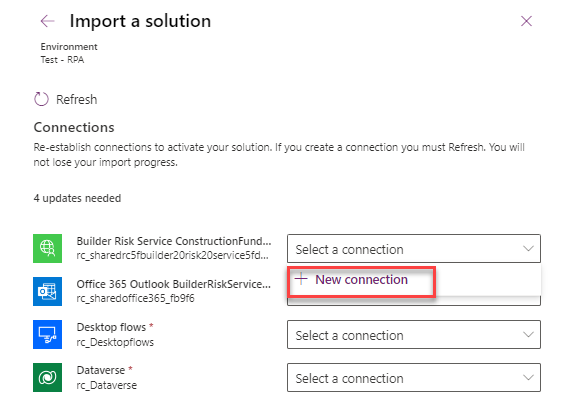 Import a solution
Environment
Test - RPA
Refresh
Connections
Re-establish connections to activate your solution. If you create a connection you must Refresh. You will
not lose your import progress.
4 updates needed
Builder Risk Service ConstructionFund...
rc_sharedrc5fbuilder20risk20service5fd...
Select a connection
New connection
Office 365 Outlook BuilderRiskService...
rc_sharedoffice365_fb9f6
Desktop flows *
rc_Desktopflows
Select a connection
Dataverse *
rc_Dataverse
Select a connection